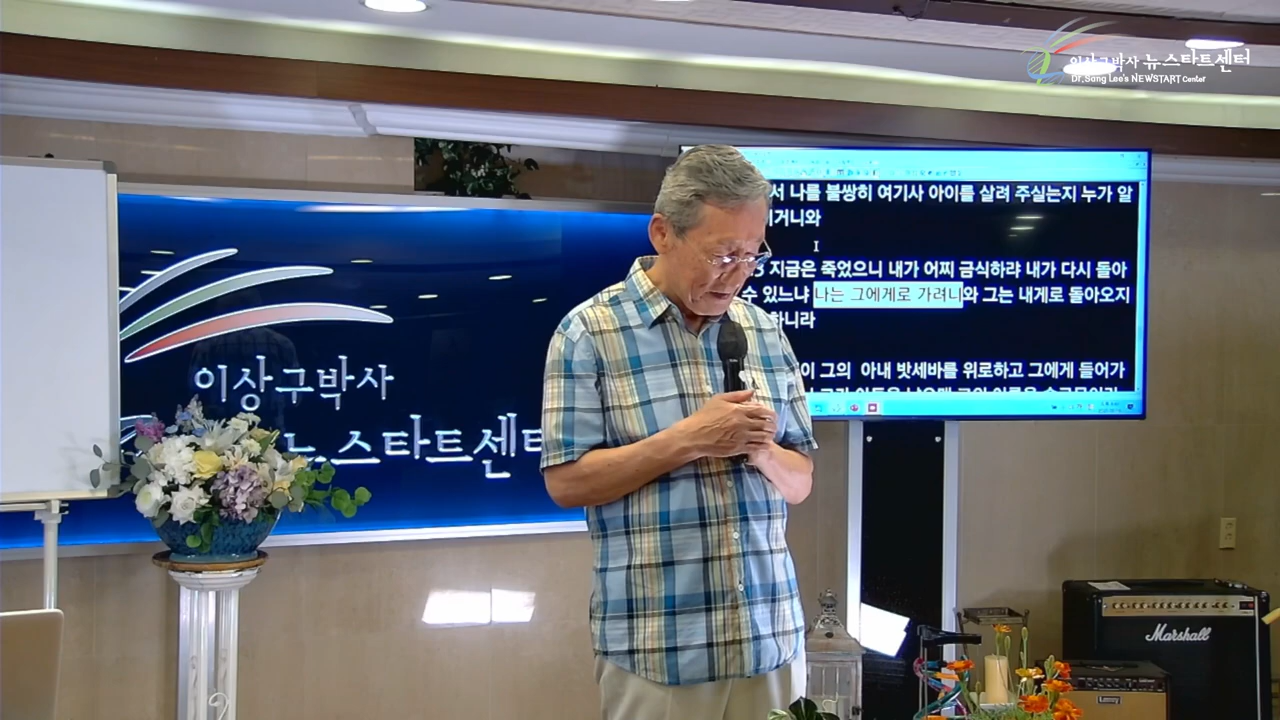 이상구박사 뉴스타트센터
Dr. Sang Lee's NEWSTART Center
서 나를 불쌍히 여기사 아이를 살려 주실는지 누가 알
이거니와
3 지금은 죽었으니 내가 어찌 금식하랴 내가 다시 돌아
수 있느냐 나는 그에게로 가려니와 그는 내게로 돌아오지
하니라
이 그의 아내 밧세바를 위로하고 그에게 들어가
이상구박사
뉴스타트센터
Marshall
Laney